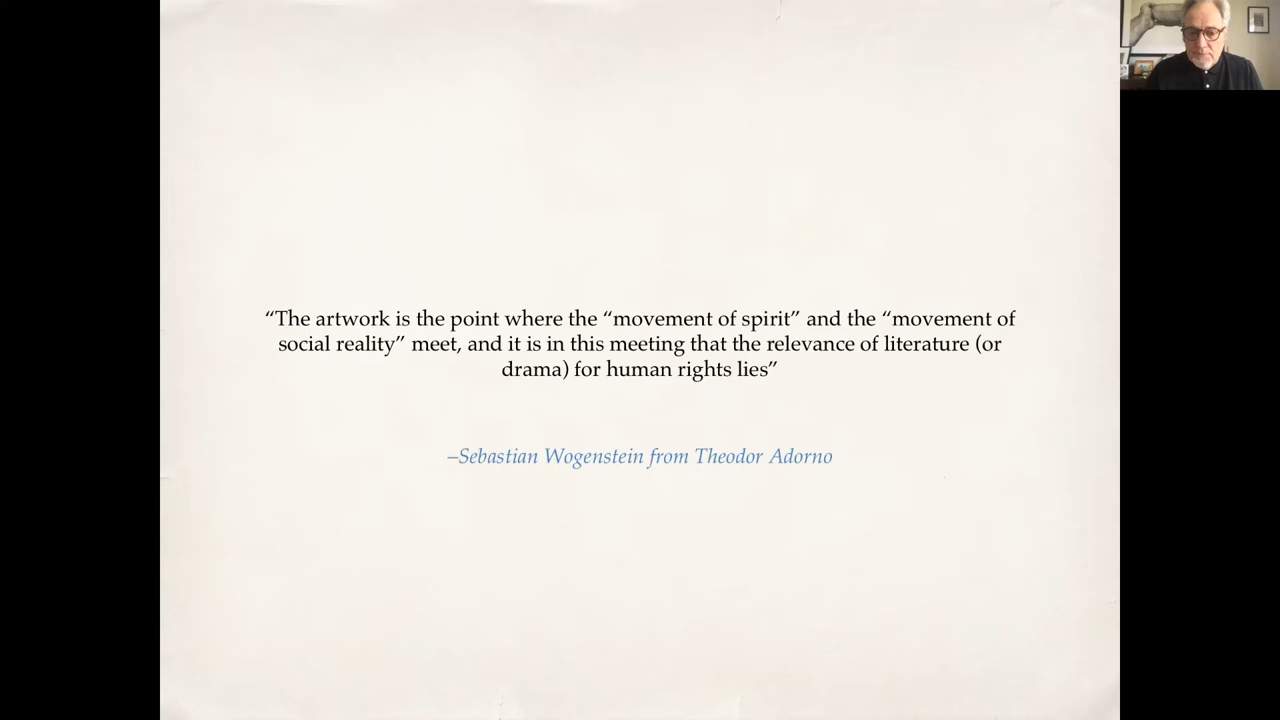 “The artwork is the point where the “movement of spirit” and the “movement of
social reality” meet, and it is in this meeting that the relevance of literature (or
drama) for human rights lies”
–Sebastian Wogenstein from Theodor Adorno